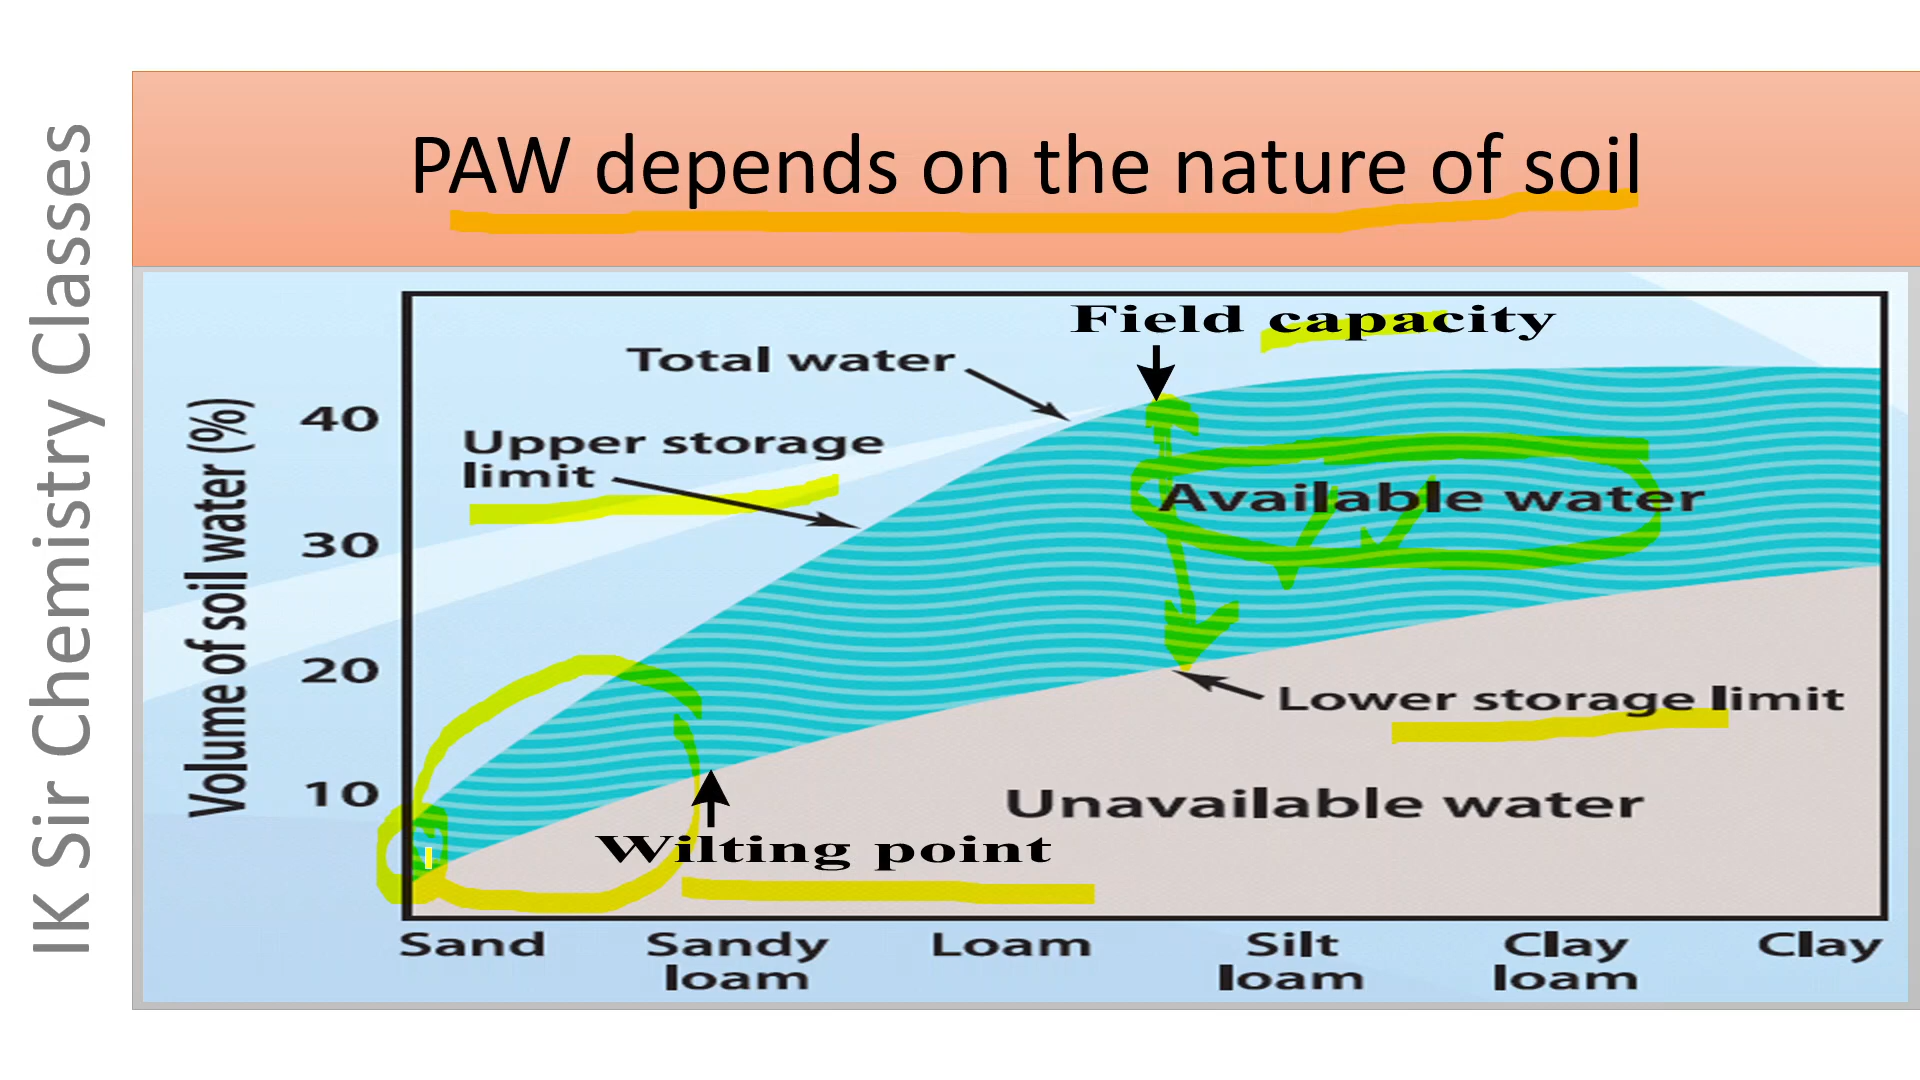 IK Sir Chemistry Classes
PAW depends on the nature of soil
Field capacity
Total water
Upper storage
limit
Available water
Lower storage limit
Unavailable water
Wilting point
Volume of soil water (%)
40
30
20
10
Sand
Sandy
loam
Loam
Silt
loam
Clay
loam
Clay